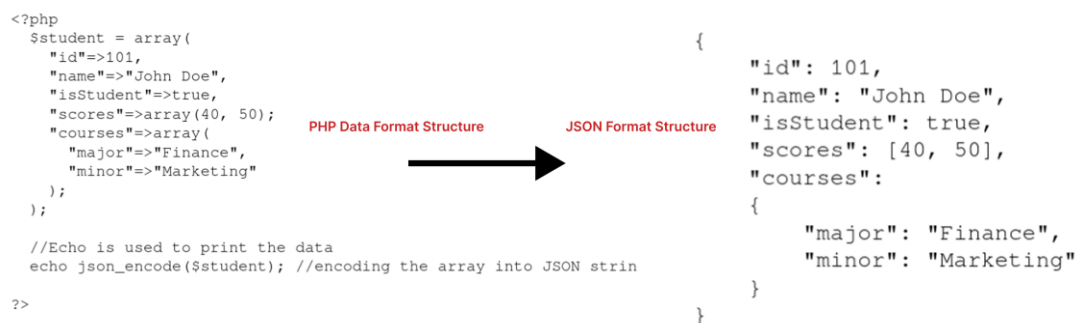 <?php
$student = array(
"id"=>101,
"name"=>"John Doe",
"isStudent"=>true,
"scores"=>array(40, 50);
"courses"=>array(
"major"=>"Finance",
"minor"=>"Marketing"
);
);
//Echo is used to print the data
echo json_encode($student); //encoding the array into JSON strin
?>
PHP Data Format Structure
JSON Format Structure
{
"id": 101,
"name": "John Doe",
"isStudent": true,
"scores": [40, 50],
"courses":
{
"major": "Finance",
"minor": "Marketing"
}
}